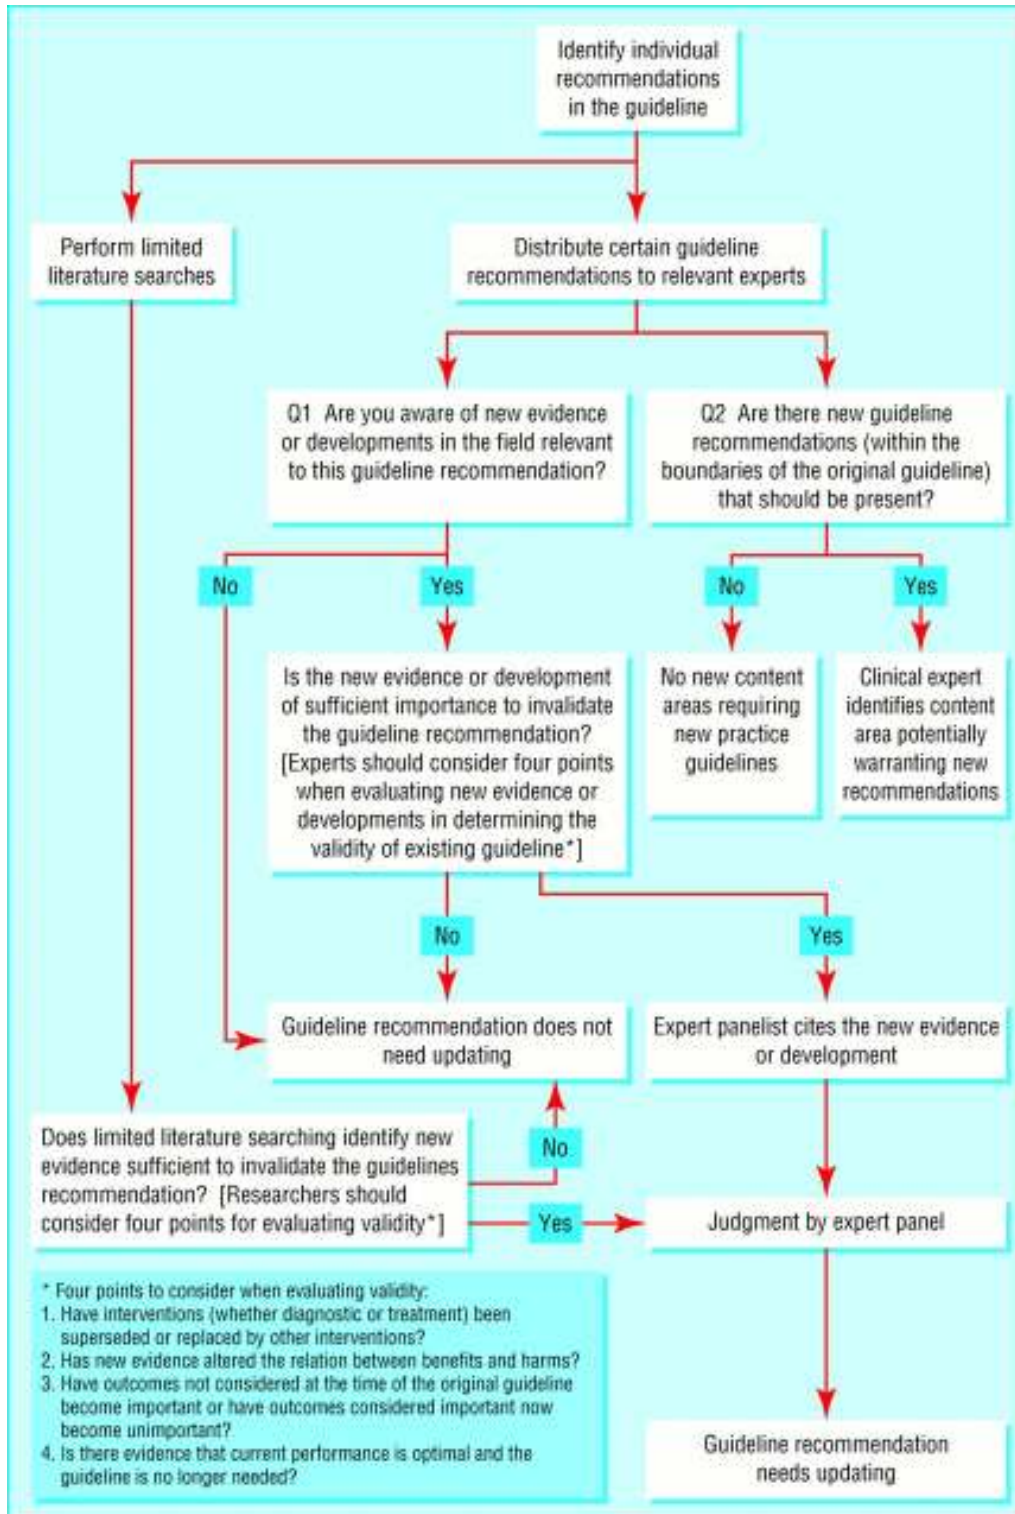 Identify individual
recommendations
in the guideline
Perform limited
literature searches
Distribute certain guideline
recommendations to relevant experts
Q1 Are you aware of new evidence
or developments in the field relevant
to this guideline recommendation?
Q2 Are there new guideline
recommendations (within the
boundaries of the original guideline)
that should be present?
No
Yes
No
Yes
Is the new evidence or development
of sufficient importance to invalidate
the guideline recommendation?
[Experts should consider four points
when evaluating new evidence or
developments in determining the
validity of existing guideline*]
No new content
areas requiring
new practice
guidelines
Clinical expert
identifies content
area potentially
warranting new
recommendations
No
Yes
Guideline recommendation does not
need updating
Expert panelist cites the new evidence
or development
Does limited literature searching identify new
evidence sufficient to invalidate the guidelines
recommendation? [Researchers should
consider four points for evaluating validity*]
No
Yes
Judgment by expert panel
* Four points to consider when evaluating validity:
1. Have interventions (whether diagnostic or treatment) been
superseded or replaced by other interventions?
2. Has new evidence altered the relation between benefits and harms?
3. Have outcomes not considered at the time of the original guideline
become important or have outcomes considered important now
become unimportant?
4. Is there evidence that current performance is optimal and the
guideline is no longer needed?
Guideline recommendation
needs updating